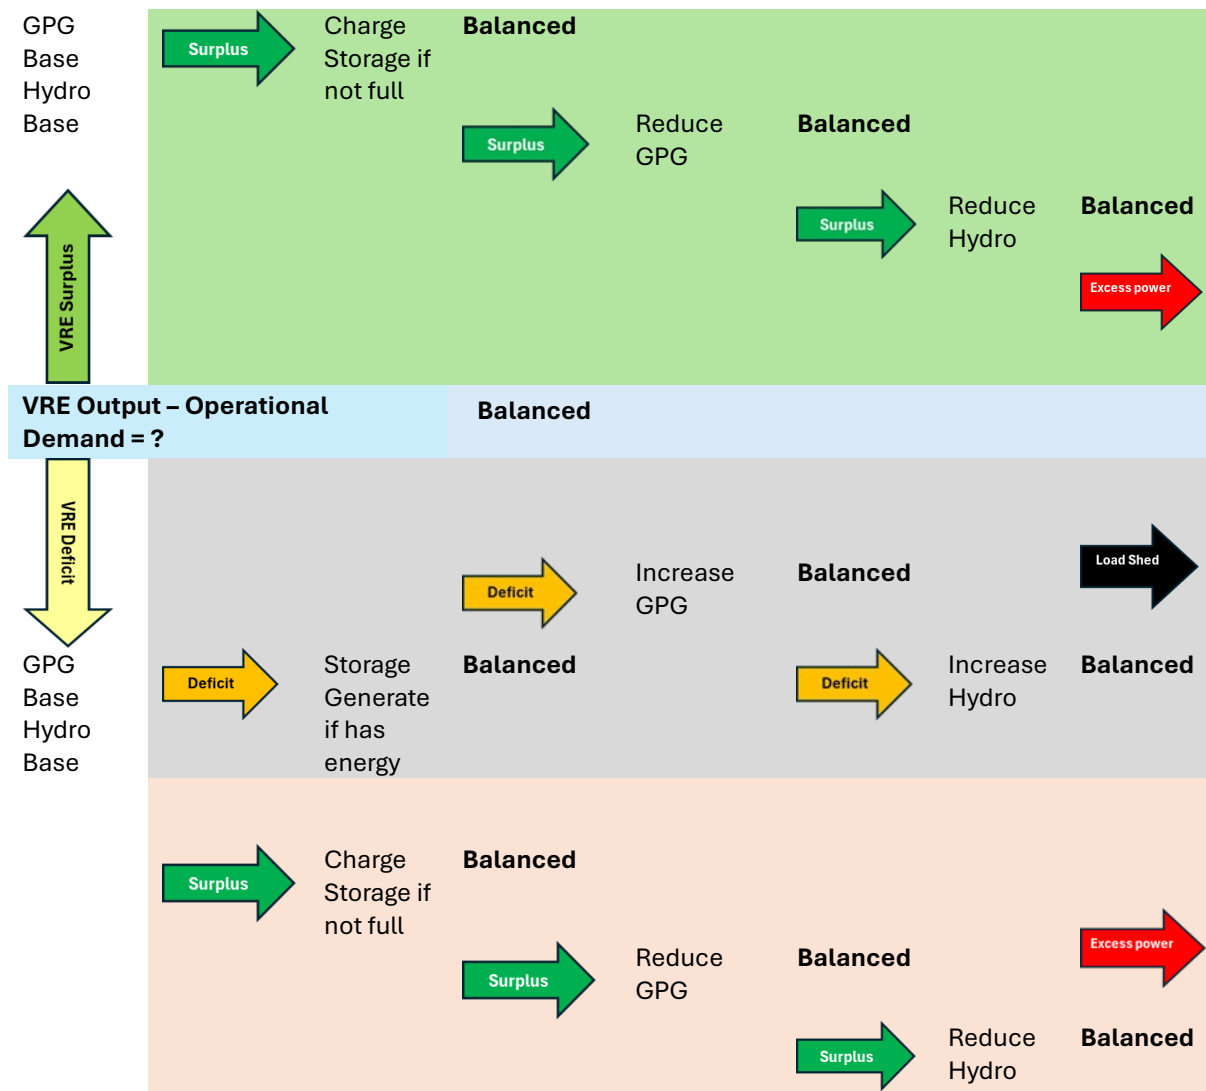 GPG
Base
Hydro
Base
Surplus
Charge
Storage if
not full
Balanced
Surplus
Reduce
GPG
Balanced
Surplus
Reduce
Hydro
Balanced
Excess power
VRE Surplus
VRE Output – Operational
Demand = ?
Balanced
VRE Deficit
Load Shed
Deficit
Increase
GPG
Balanced
GPG
Base
Hydro
Base
Deficit
Storage
Generate
if has
energy
Balanced
Deficit
Increase
Hydro
Balanced
Surplus
Charge
Storage if
not full
Balanced
Surplus
Reduce
GPG
Balanced
Excess power
Surplus
Reduce
Hydro
Balanced